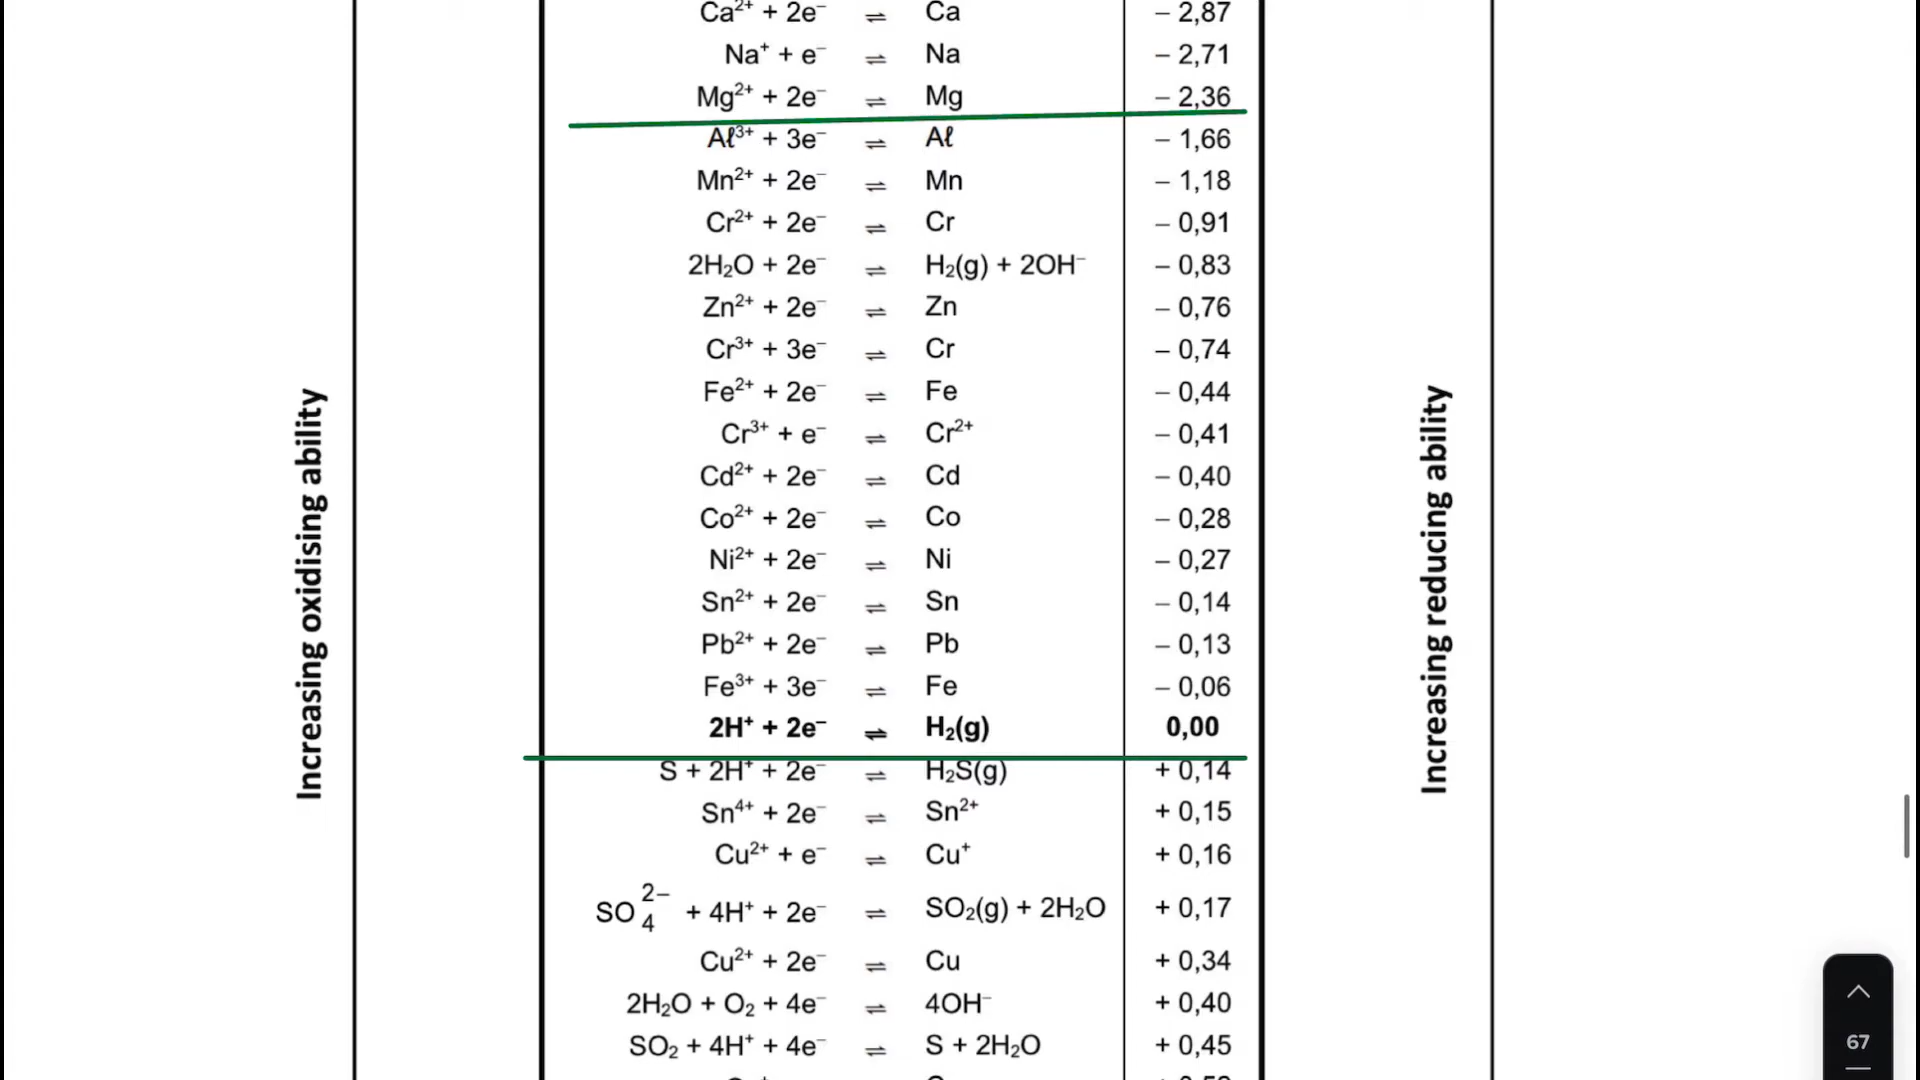 Ca²⁺ + 2e⁻ ⇌ Ca − 2,87
Na⁺ + e⁻ ⇌ Na − 2,71
Mg²⁺ + 2e⁻ ⇌ Mg − 2,36
Aℓ³⁺ + 3e⁻ ⇌ Aℓ − 1,66
Mn²⁺ + 2e⁻ ⇌ Mn − 1,18
Cr²⁺ + 2e⁻ ⇌ Cr − 0,91
2H₂O + 2e⁻ ⇌ H₂(g) + 2OH⁻ − 0,83
Zn²⁺ + 2e⁻ ⇌ Zn − 0,76
Cr³⁺ + 3e⁻ ⇌ Cr − 0,74
Fe²⁺ + 2e⁻ ⇌ Fe − 0,44
Cr³⁺ + e⁻ ⇌ Cr²⁺ − 0,41
Cd²⁺ + 2e⁻ ⇌ Cd − 0,40
Co²⁺ + 2e⁻ ⇌ Co − 0,28
Ni²⁺ + 2e⁻ ⇌ Ni − 0,27
Sn²⁺ + 2e⁻ ⇌ Sn − 0,14
Pb²⁺ + 2e⁻ ⇌ Pb − 0,13
Fe³⁺ + 3e⁻ ⇌ Fe − 0,06
2H⁺ + 2e⁻ ⇌ H₂(g) 0,00
S + 2H⁺ + 2e⁻ ⇌ H₂S(g) + 0,14
Sn⁴⁺ + 2e⁻ ⇌ Sn²⁺ + 0,15
Cu²⁺ + e⁻ ⇌ Cu⁺ + 0,16
SO₄²⁻ + 4H⁺ + 2e⁻ ⇌ SO₂(g) + 2H₂O + 0,17
Cu²⁺ + 2e⁻ ⇌ Cu + 0,34
2H₂O + O₂ + 4e⁻ ⇌ 4OH⁻ + 0,40
SO₂ + 4H⁺ + 4e⁻ ⇌ S + 2H₂O + 0,45
Increasing oxidising ability
Increasing reducing ability
67